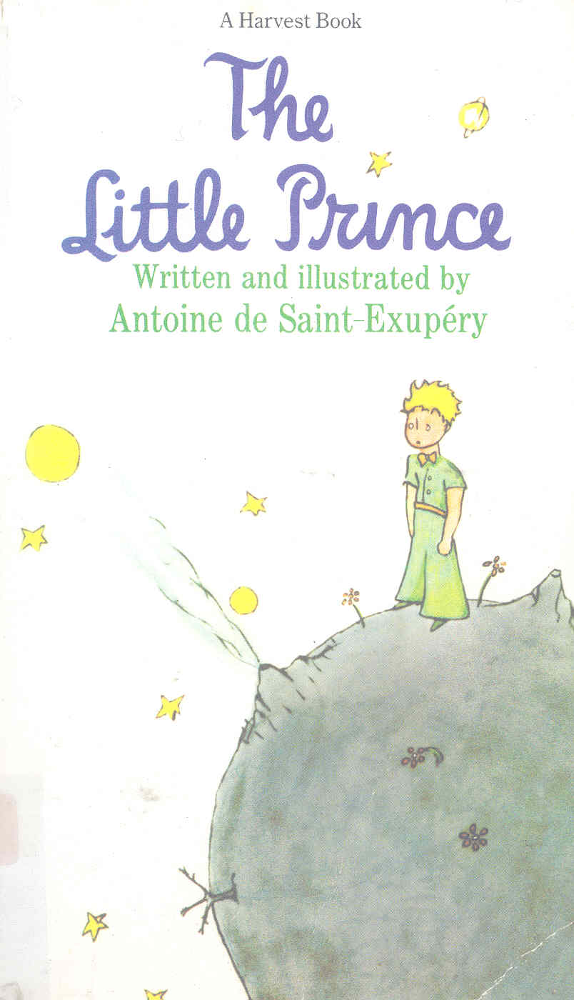 A Harvest Book
The
Little Prince
Written and illustrated by
Antoine de Saint-Exupéry